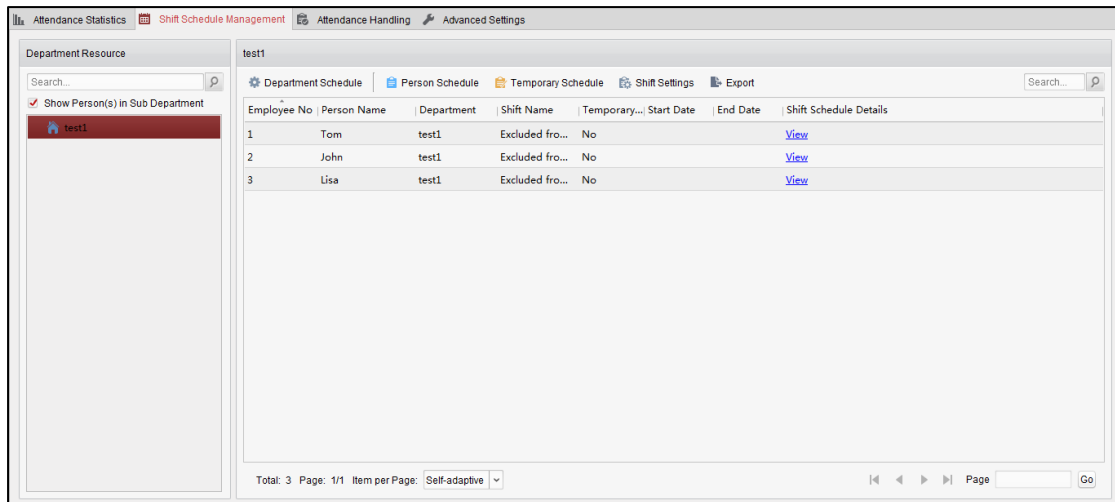 Attendance Statistics Shift Schedule Management Attendance Handling Advanced Settings
Department Resource
Search...
Show Person(s) in Sub Department
test1
test1
Department Schedule Person Schedule Temporary Schedule Shift Settings Export Search...
Employee No Person Name Department Shift Name Temporary... Start Date End Date Shift Schedule Details
1 Tom test1 Excluded fro... No View
2 John test1 Excluded fro... No View
3 Lisa test1 Excluded fro... No View
Total: 3 Page: 1/1 Item per Page: Self-adaptive Page Go